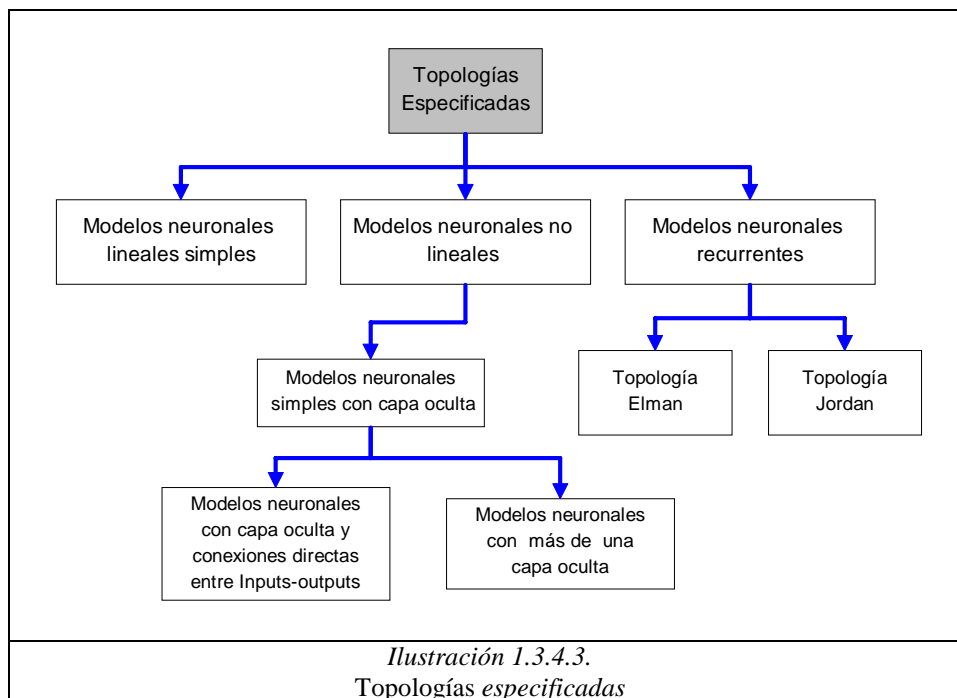 Topologías
Especificadas
Modelos neuronales
lineales simples
Modelos neuronales no
lineales
Modelos neuronales
recurrentes
Modelos neuronales
simples con capa oculta
Topología
Elman
Topología
Jordan
Modelos neuronales
con capa oculta y
conexiones directas
entre Inputs-outputs
Modelos neuronales
con más de una
capa oculta
Ilustración 1.3.4.3.
Topologías especificadas